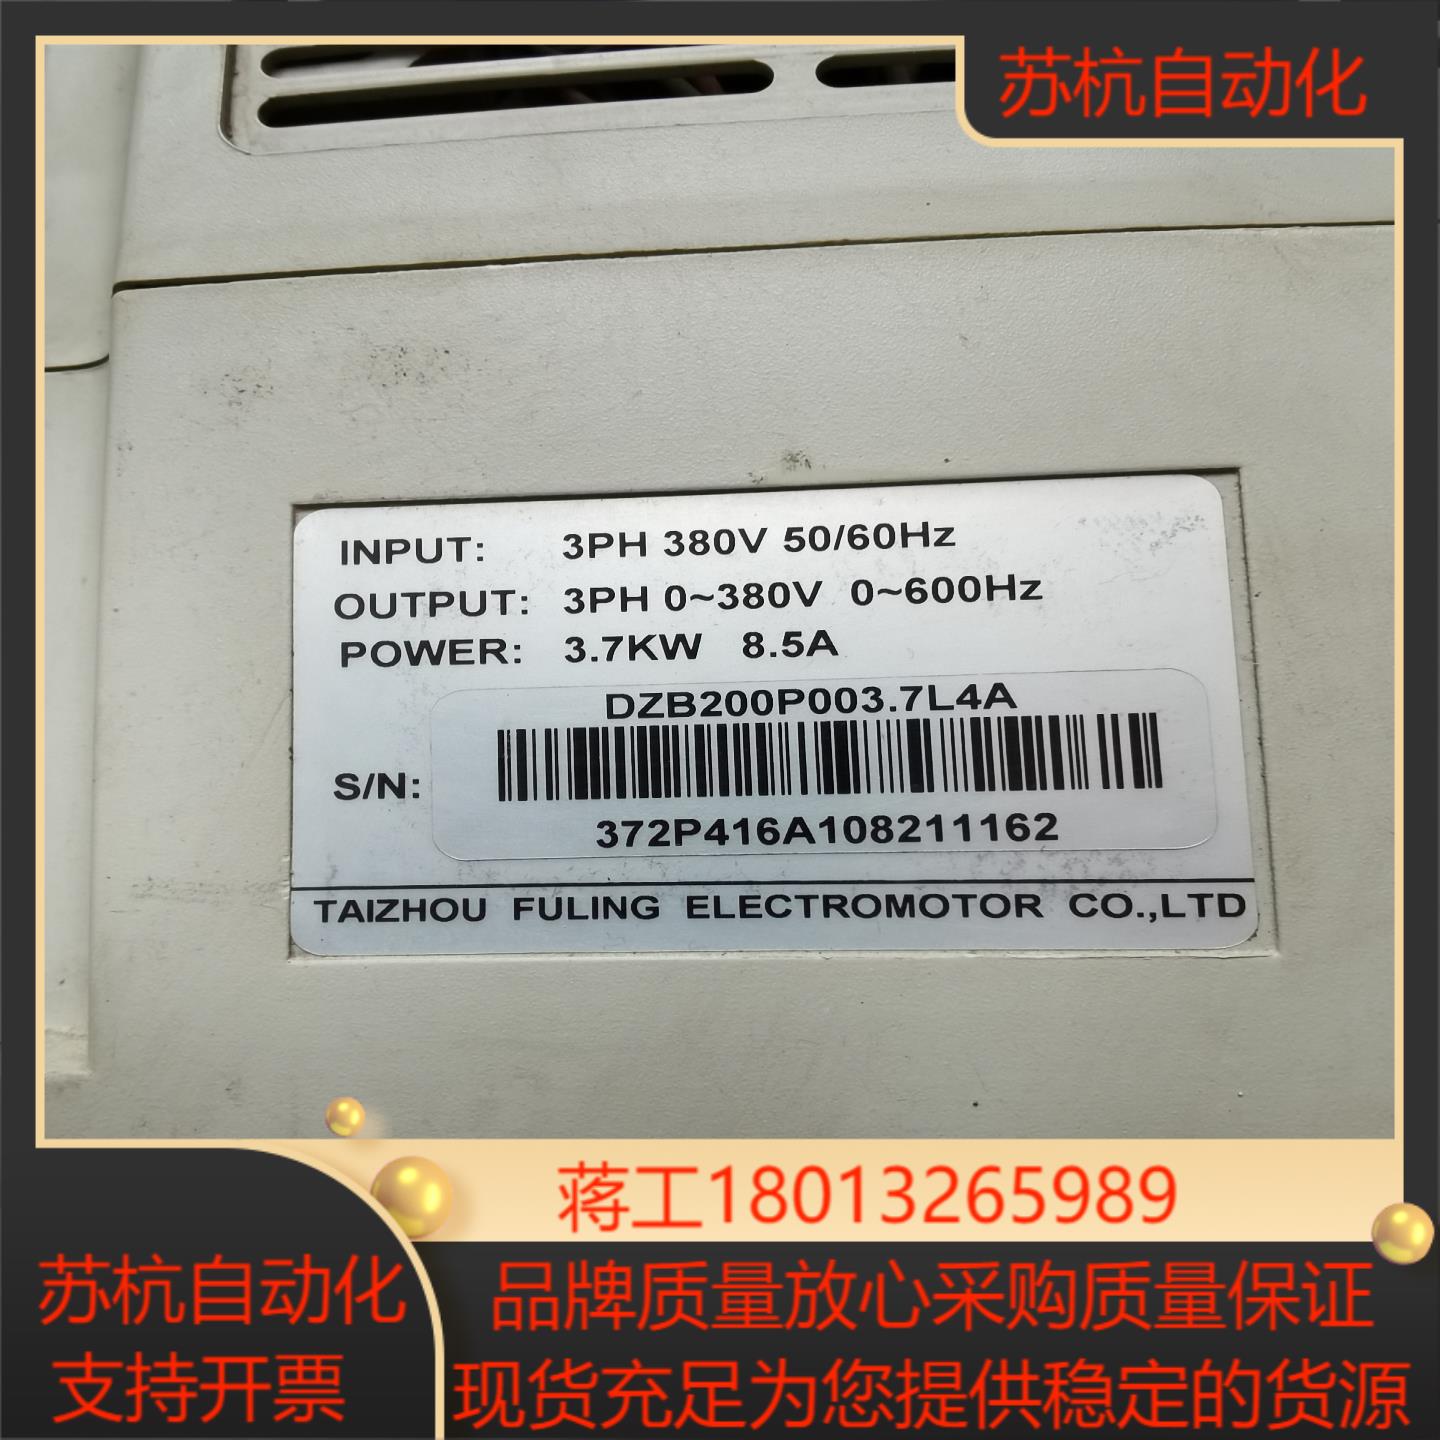 苏杭自动化
INPUT: 3PH 380V 50/60Hz
OUTPUT: 3PH 0~380V 0~600Hz
POWER: 3.7KW 8.5A
DZB200P003.7L4A
S/N:
372P416A108211162
TAIZHOU FULING ELECTROMOTOR CO.,LTD
蒋工18013265989
苏杭自动化
支持开票
品牌质量放心采购质量保证
现货充足为您提供稳定的货源